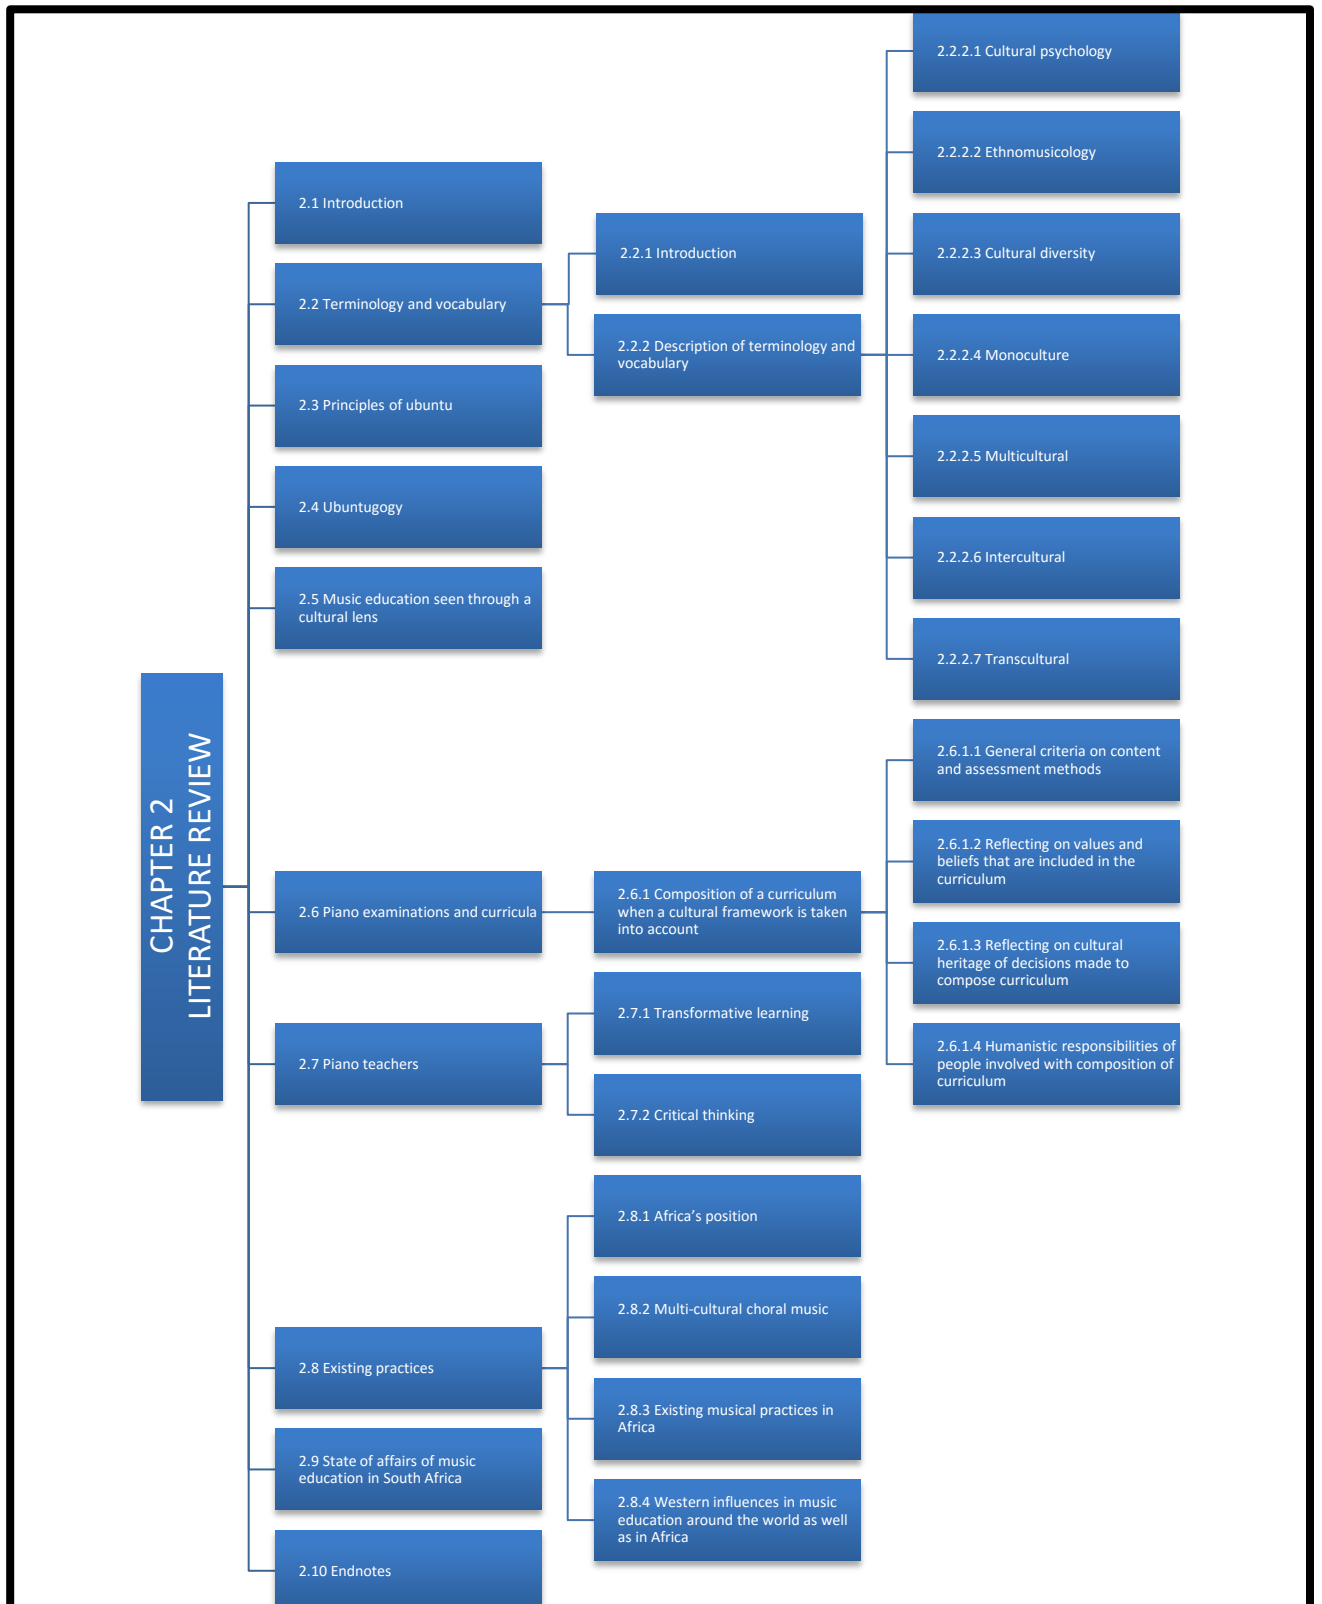 CHAPTER 2
LITERATURE REVIEW
2.1 Introduction
2.2 Terminology and vocabulary
2.2.1 Introduction
2.2.2 Description of terminology and
vocabulary
2.2.2.1 Cultural psychology
2.2.2.2 Ethnomusicology
2.2.2.3 Cultural diversity
2.2.2.4 Monoculture
2.2.2.5 Multicultural
2.2.2.6 Intercultural
2.2.2.7 Transcultural
2.3 Principles of ubuntu
2.4 Ubuntugogy
2.5 Music education seen through a
cultural lens
2.6 Piano examinations and curricula
2.6.1 Composition of a curriculum
when a cultural framework is taken
into account
2.6.1.1 General criteria on content
and assessment methods
2.6.1.2 Reflecting on values and
beliefs that are included in the
curriculum
2.6.1.3 Reflecting on cultural
heritage of decisions made to
compose curriculum
2.6.1.4 Humanistic responsibilities of
people involved with composition of
curriculum
2.7 Piano teachers
2.7.1 Transformative learning
2.7.2 Critical thinking
2.8 Existing practices
2.8.1 Africa’s position
2.8.2 Multi-cultural choral music
2.8.3 Existing musical practices in
Africa
2.8.4 Western influences in music
education around the world as well
as in Africa
2.9 State of affairs of music
education in South Africa
2.10 Endnotes